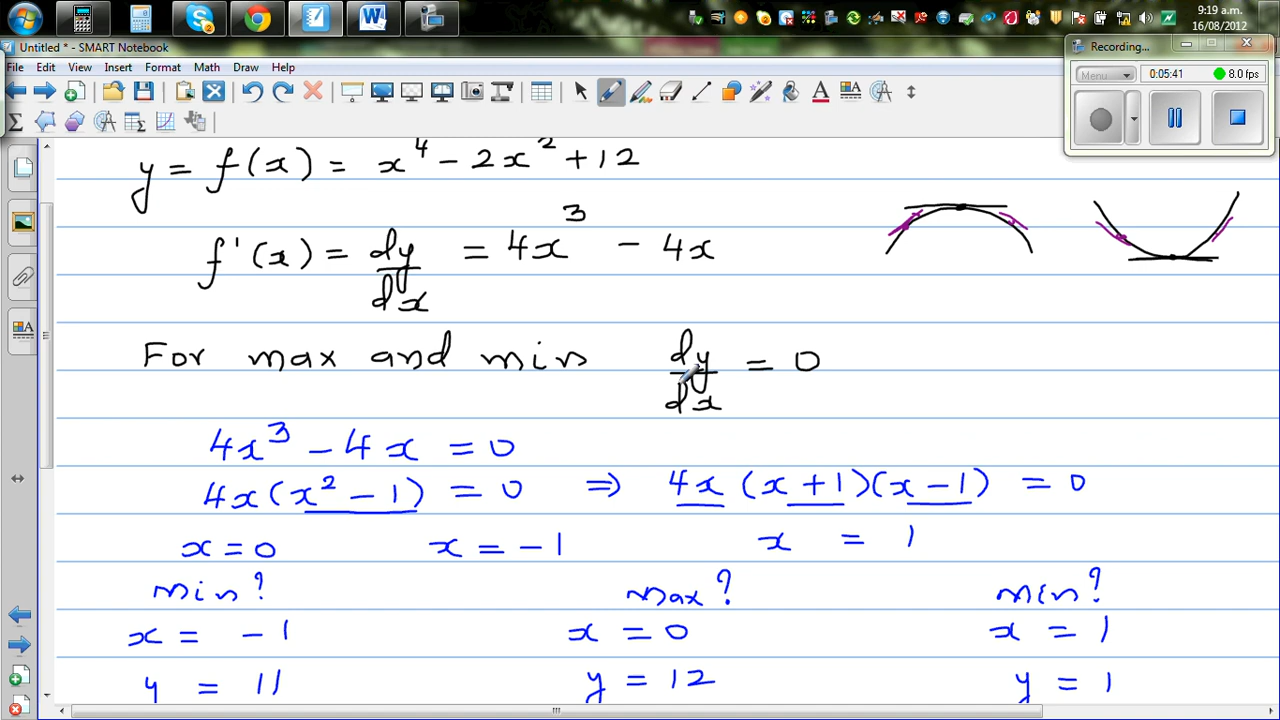 9:19 a.m.
16/08/2012
Untitled * - SMART Notebook
Recording...
File Edit View Insert Format Math Draw Help
Menu
0:05:41
8.0 fps
y = f(x) = x⁴ - 2x² + 12
f'(x) = dy/dx = 4x³ - 4x
For max and min dy/dx = 0
4x³ - 4x = 0
4x(x² - 1) = 0 ⇒ 4x (x + 1)(x - 1) = 0
x = 0 x = -1 x = 1
min? max? min?
x = -1 x = 0 x = 1
y = 11 y = 12 y = 1